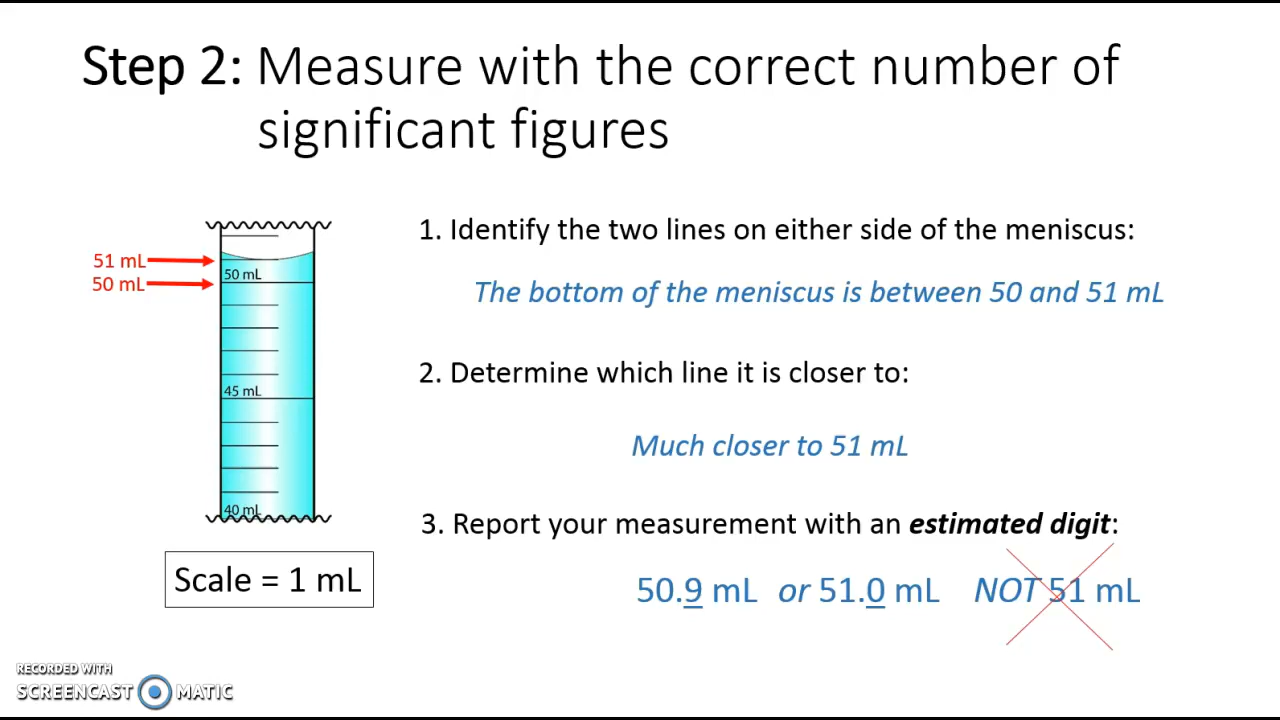 Step 2: Measure with the correct number of
significant figures
1. Identify the two lines on either side of the meniscus:
51 mL
50 mL
50 mL
The bottom of the meniscus is between 50 and 51 mL
2. Determine which line it is closer to:
45 mL
Much closer to 51 mL
40 mL
3. Report your measurement with an estimated digit:
Scale = 1 mL
50.9 mL or 51.0 mL NOT 51 mL
RECORDED WITH
SCREENCAST MATIC